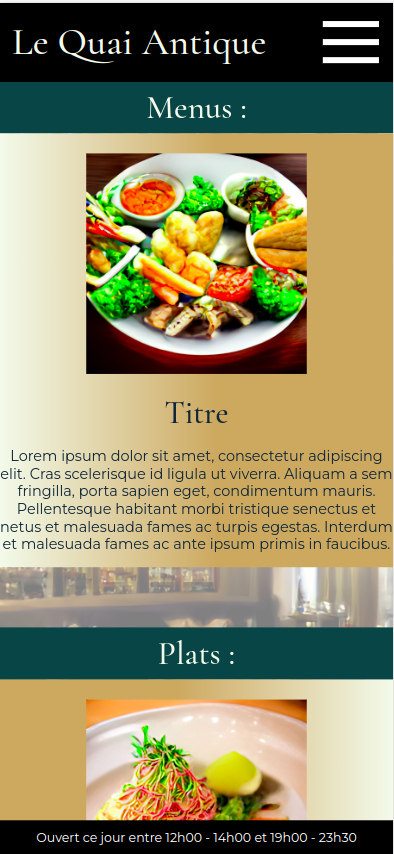 Le Quai Antique
Menus :
Titre
Lorem ipsum dolor sit amet, consectetur adipiscing
elit. Cras scelerisque id ligula ut viverra. Aliquam a sem
fringilla, porta sapien eget, condimentum mauris.
Pellentesque habitant morbi tristique senectus et
netus et malesuada fames ac turpis egestas. Interdum
et malesuada fames ac ante ipsum primis in faucibus.
Plats :
Ouvert ce jour entre 12h00 - 14h00 et 19h00 - 23h30